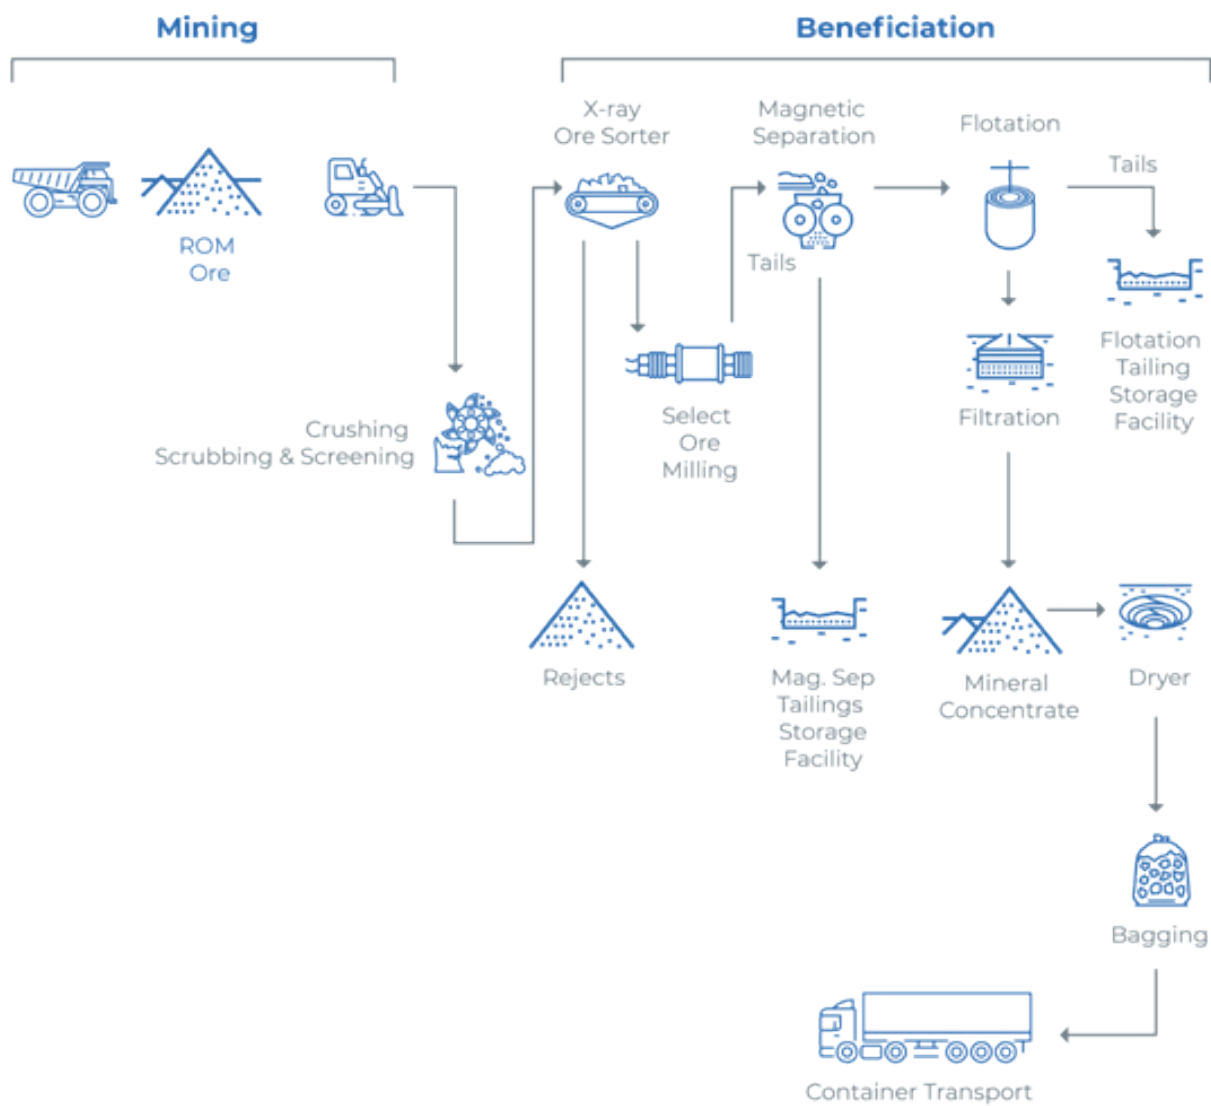 Mining
Beneficiation
X-ray
Ore Sorter
Magnetic
Separation
Flotation
Tails
ROM
Ore
Tails
Flotation
Tailing
Storage
Facility
Select
Ore
Milling
Filtration
Crushing
Scrubbing & Screening
Rejects
Mag. Sep
Tailings
Storage
Facility
Mineral
Concentrate
Dryer
Bagging
Container Transport